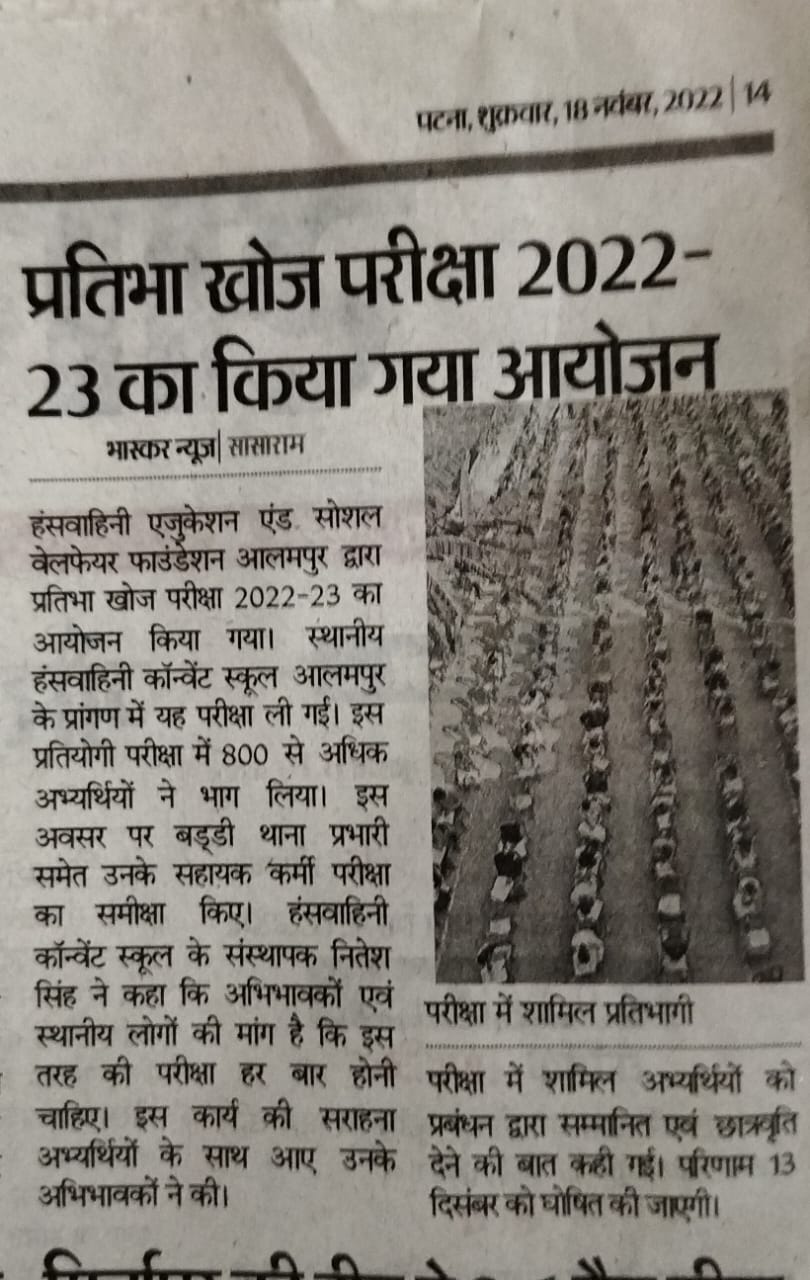 पटना, शुक्रवार, 18 नवंबर, 2022 | 14
प्रतिभा खोज परीक्षा 2022-
23 का किया गया आयोजन
भास्कर न्यूज | सासाराम
हंसवाहिनी एजुकेशन एंड सोशल
वेलफेयर फाउंडेशन आलमपुर द्वारा
प्रतिभा खोज परीक्षा 2022-23 का
आयोजन किया गया। स्थानीय
हंसवाहिनी कॉन्वेंट स्कूल आलमपुर
के प्रांगण में यह परीक्षा ली गई। इस
प्रतियोगी परीक्षा में 800 से अधिक
अभ्यर्थियों ने भाग लिया। इस
अवसर पर बड्डी थाना प्रभारी
समेत उनके सहायक कर्मी परीक्षा
का समीक्षा किए। हंसवाहिनी
कॉन्वेंट स्कूल के संस्थापक नितेश
सिंह ने कहा कि अभिभावकों एवं
स्थानीय लोगों की मांग है कि इस
तरह की परीक्षा हर बार होनी
चाहिए। इस कार्य की सराहना
अभ्यर्थियों के साथ आए उनके
अभिभावकों ने की।
परीक्षा में शामिल प्रतिभागी
परीक्षा में शामिल अभ्यर्थियों को
प्रबंधन द्वारा सम्मानित एवं छात्रवृति
देने की बात कही गई। परिणाम 13
दिसंबर को घोषित की जाएगी।